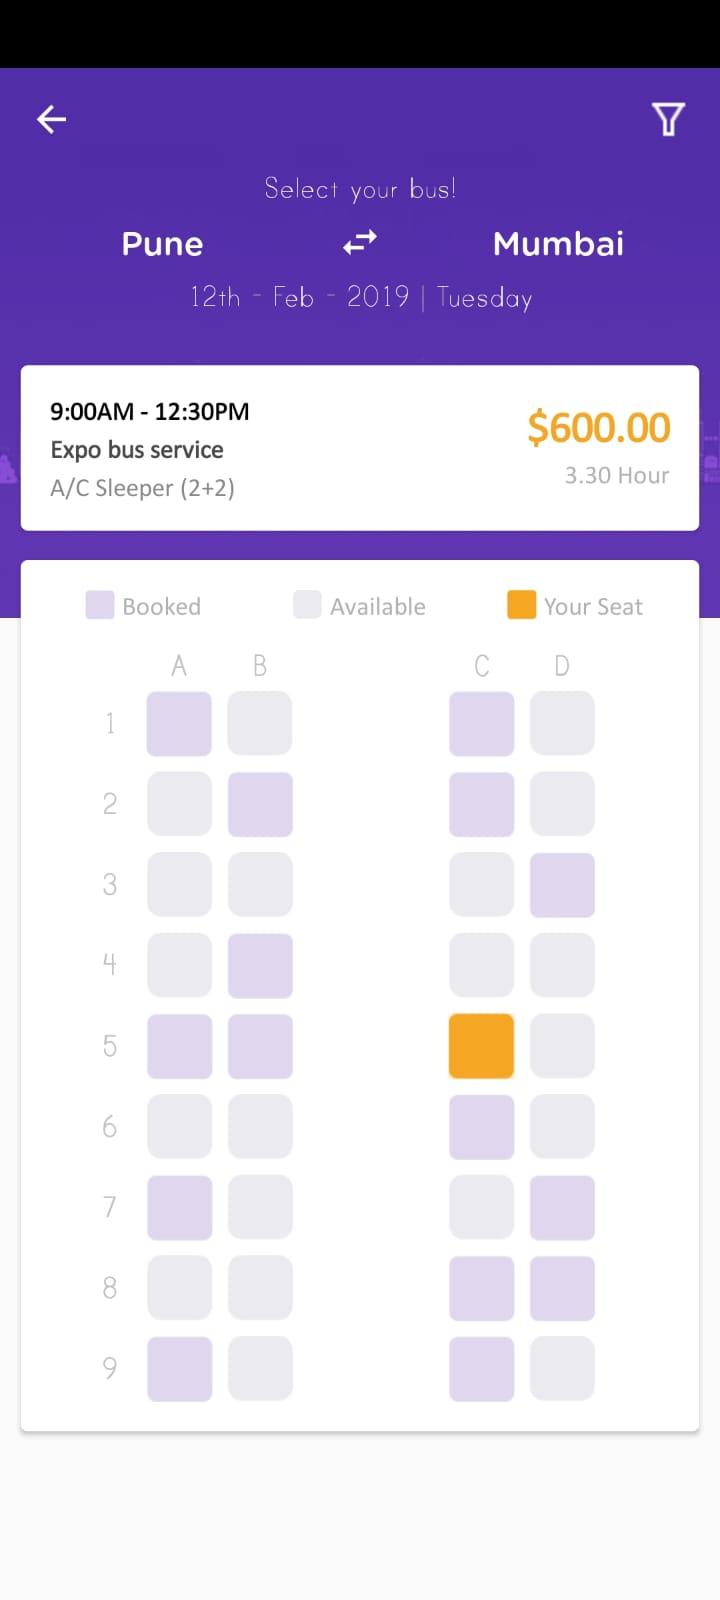 Select your bus!
Pune Mumbai
12th - Feb - 2019 | Tuesday
9:00AM - 12:30PM
$600.00
Expo bus service
3.30 Hour
A/C Sleeper (2+2)
Booked Available Your Seat
A B C D
1
2
3
4
5
6
7
8
9